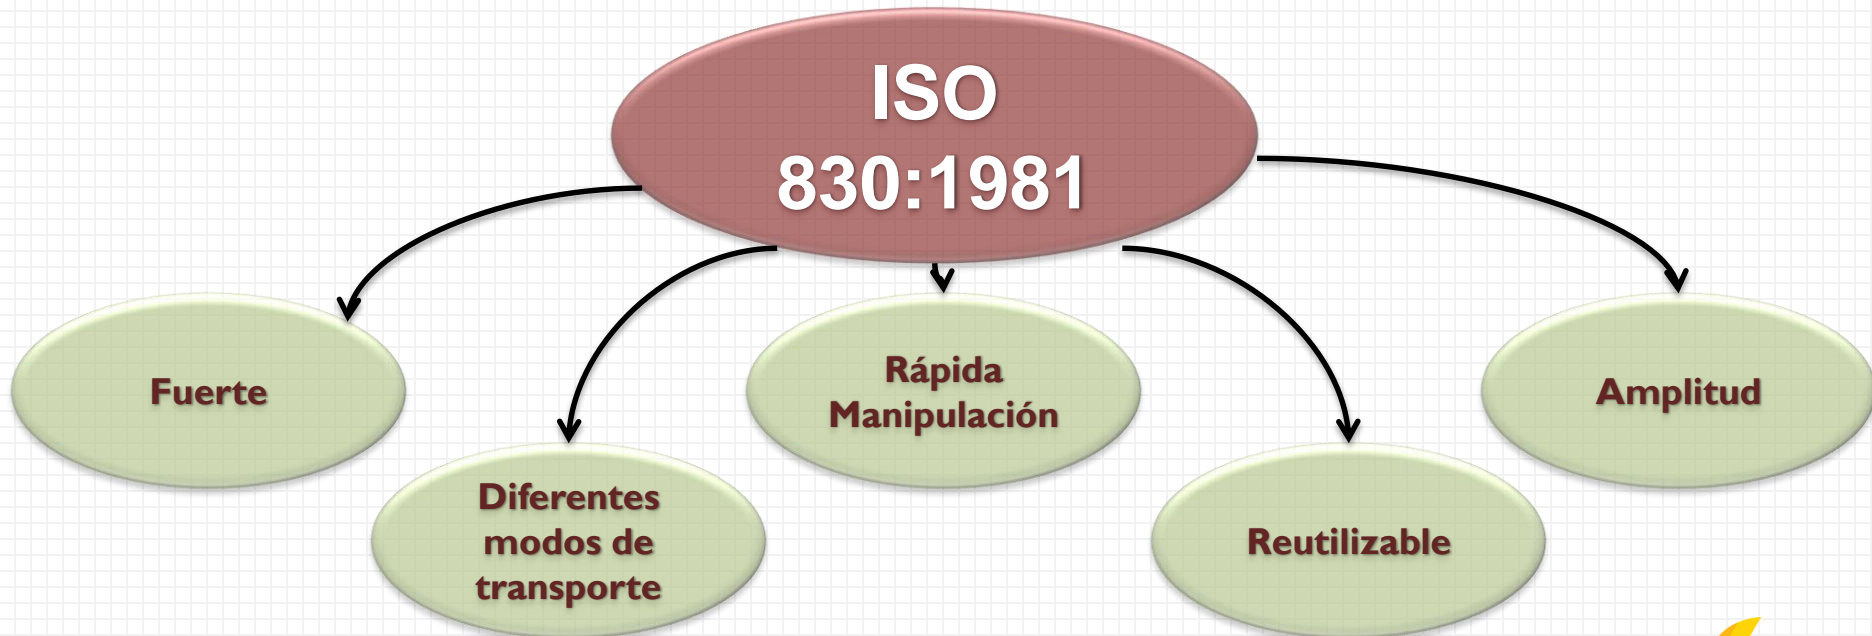 ISO
830:1981
Fuerte
Diferentes
modos de
transporte
Rápida
Manipulación
Reutilizable
Amplitud